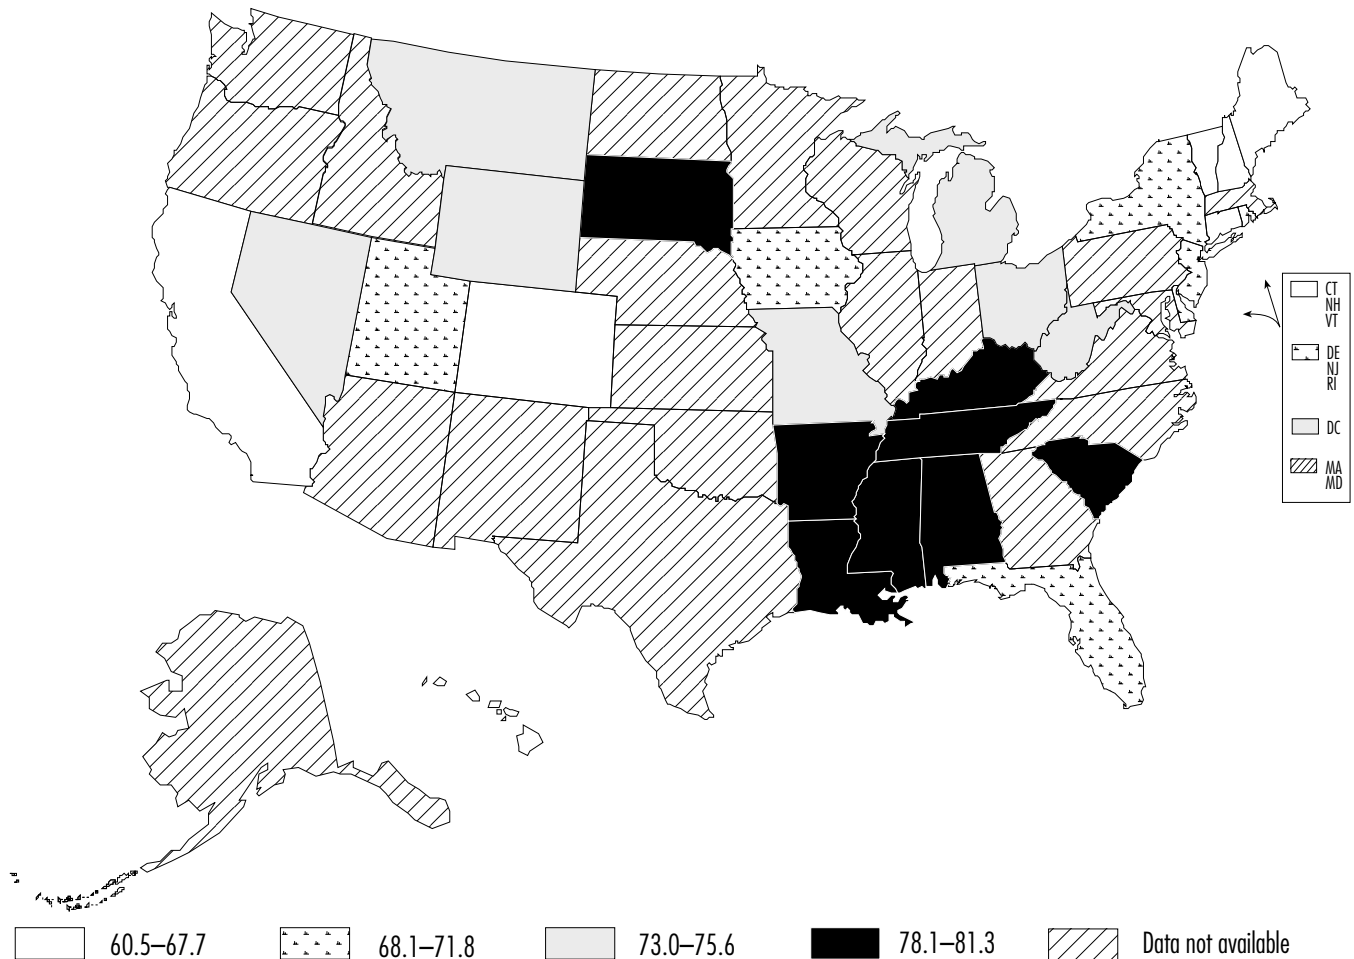 CT
NH
VT
DE
NJ
RI
DC
MA
MD
60.5–67.7
68.1–71.8
73.0–75.6
78.1–81.3
Data not available